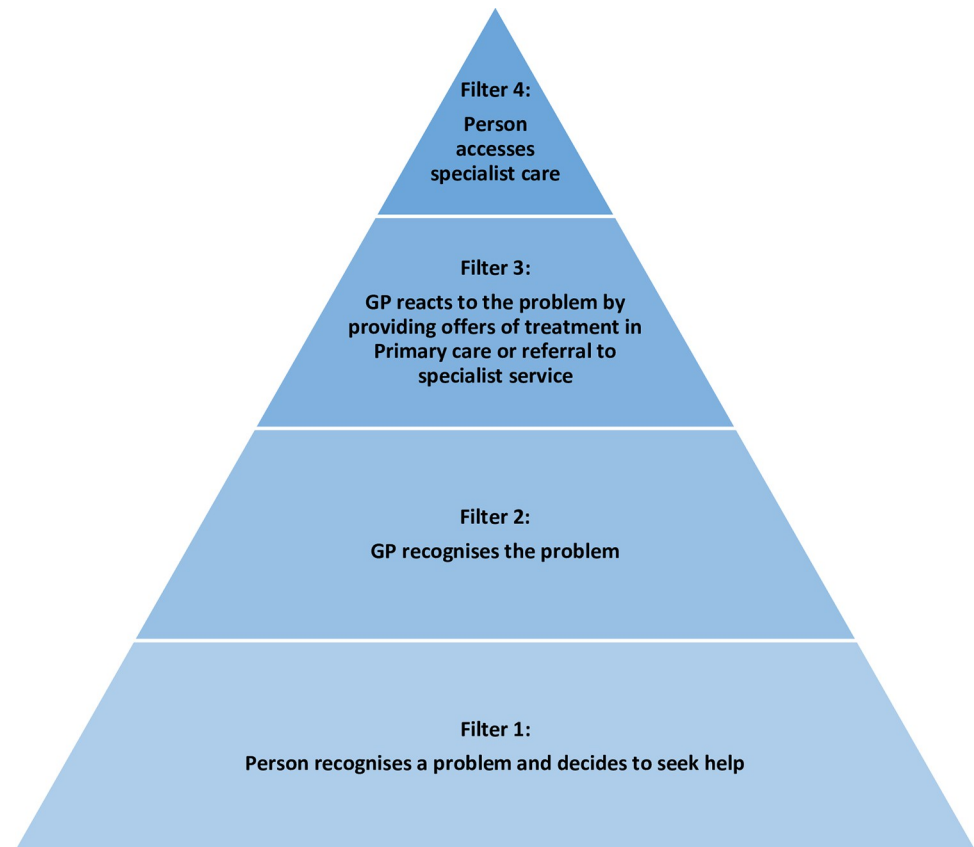 Filter 4:
Person
accesses
specialist care
Filter 3:
GP reacts to the problem by
providing offers of treatment in
Primary care or referral to
specialist service
Filter 2:
GP recognises the problem
Filter 1:
Person recognises a problem and decides to seek help